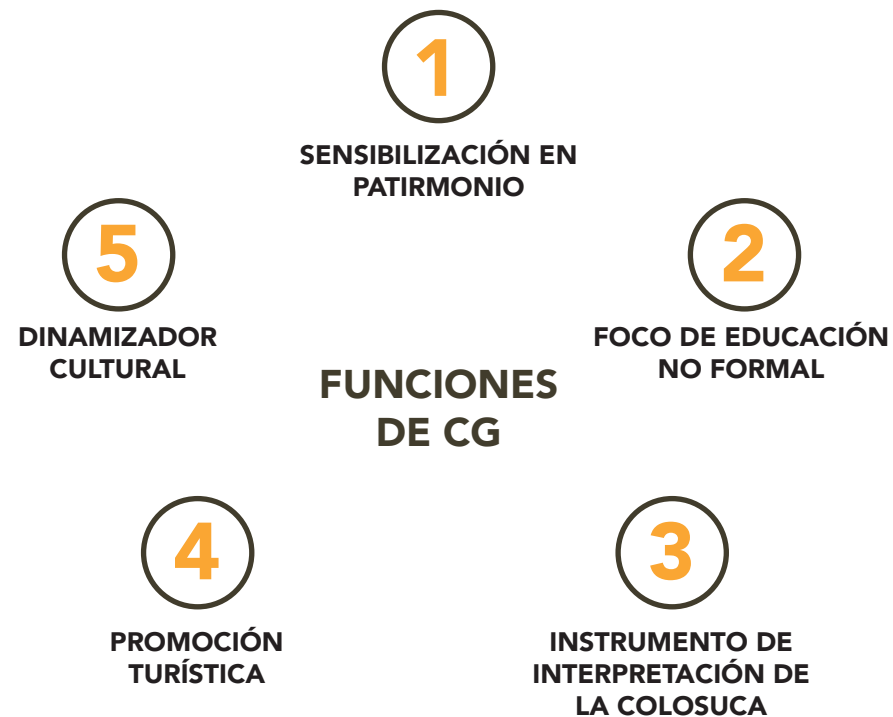 1
SENSIBILIZACIÓN EN
PATIRMONIO
2
FOCO DE EDUCACIÓN
NO FORMAL
3
INSTRUMENTO DE
INTERPRETACIÓN DE
LA COLOSUCA
4
PROMOCIÓN
TURÍSTICA
5
DINAMIZADOR
CULTURAL
FUNCIONES
DE CG